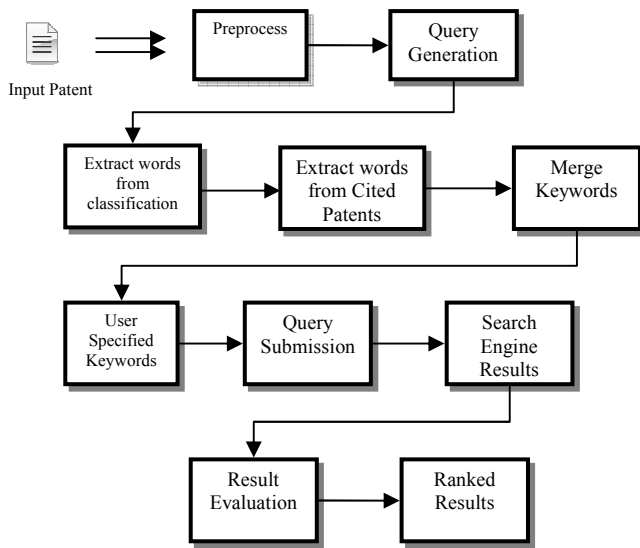 Input Patent
Preprocess
Query
Generation
Extract words
from
classification
Extract words
from Cited
Patents
Merge
Keywords
User
Specified
Keywords
Query
Submission
Search
Engine
Results
Result
Evaluation
Ranked
Results